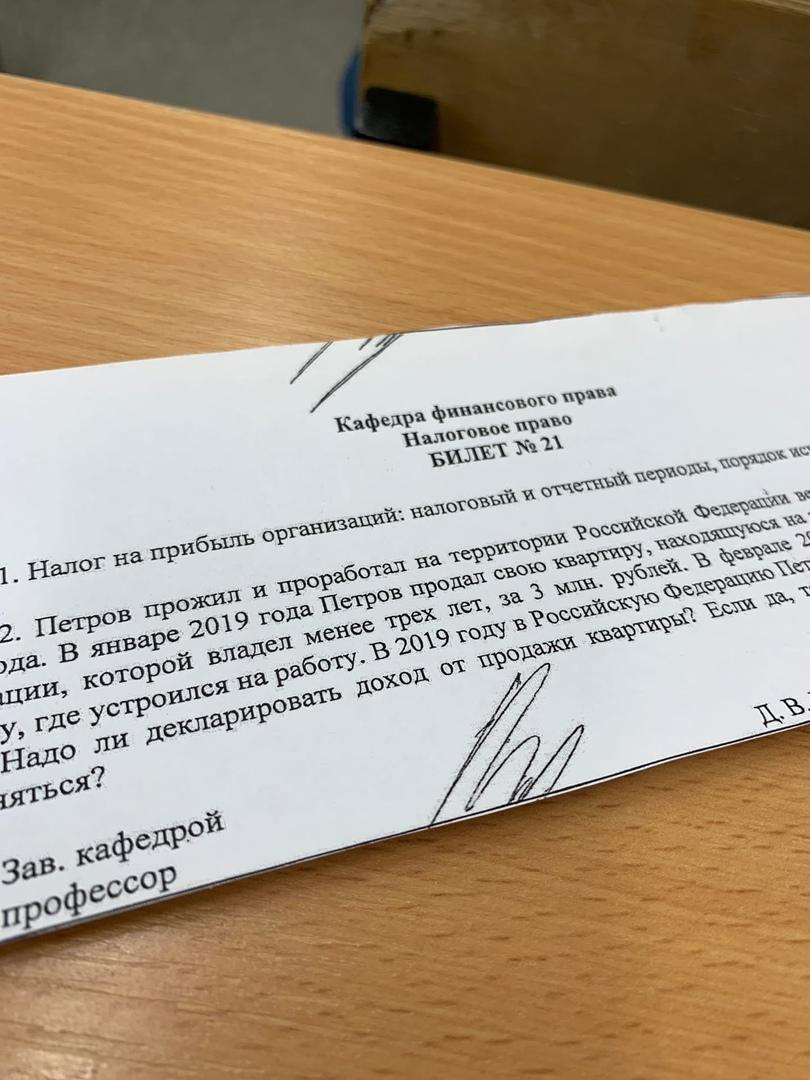 Кафедра финансового права
Налоговое право
БИЛЕТ № 21
1. Налог на прибыль организаций: налоговый и отчетный периоды, порядок
2. Петров прожил и проработал на территории Российской Федерации
В январе 2019 года Петров продал свою квартиру, находящуюся на
которой владел менее трех лет, за 3 млн. рублей. В феврале
где устроился на работу. В 2019 году в Российскую Федерацию
Надо ли декларировать доход от продажи квартиры? Если да,
Зав. кафедрой
профессор
Д. В.